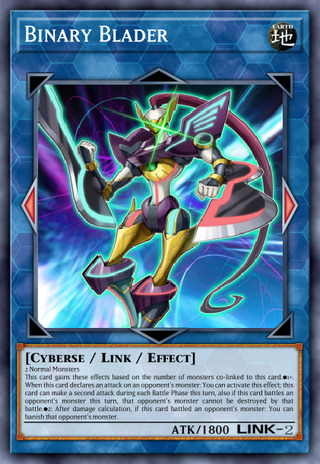 BINARY BLADER
EARTH
地
[CYBERSE / LINK / EFFECT]
2 Normal Monsters
This card gains these effects based on the number of monsters co-linked to this card.●1+:
When this card declares an attack on an opponent's monster: You can activate this effect; this
card can make a second attack during each Battle Phase this turn, also if this card battles an
opponent's monster this turn, that opponent's monster cannot be destroyed by that
battle.●2: After damage calculation, if this card battled an opponent's monster: You can
banish that opponent's monster.
ATK/1800 LINK-2